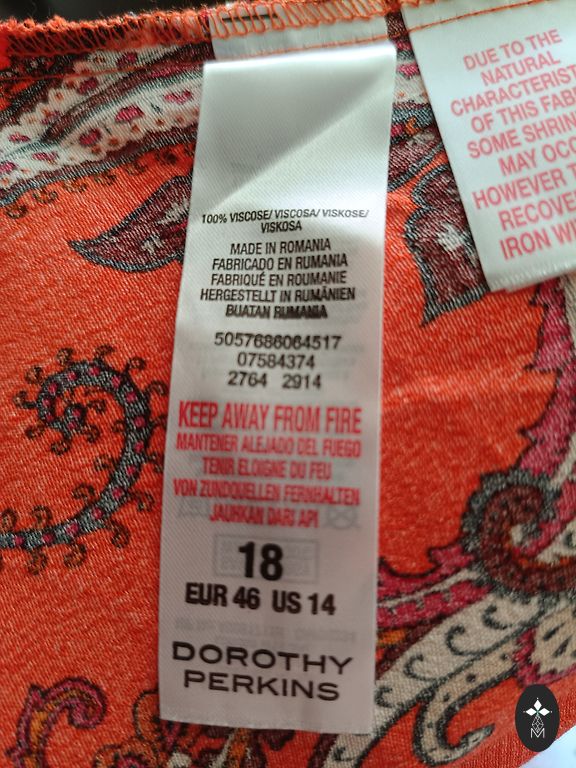 100% VISCOSE/ VISCOSA/ VISKOSE/
VISKOSA
MADE IN ROMANIA
FABRICADO EN RUMANIA
FABRIQUÉ EN ROUMANIE
HERGESTELLT IN RUMÄNIEN
BUATAN RUMANIA
5057686064517
07584374
2764 2914
KEEP AWAY FROM FIRE
MANTENER ALEJADO DEL FUEGO
TENIR ELOIGNE DU FEU
VON ZUNDQUELLEN FERNHALTEN
JAUHKAN DARI API
18
EUR 46 US 14
DOROTHY
PERKINS
DUE TO THE
NATURAL
CHARACTERIST
OF THIS FAB
SOME SHRIN
MAY OCC
HOWEVER T
RECOVE
IRON WI
M